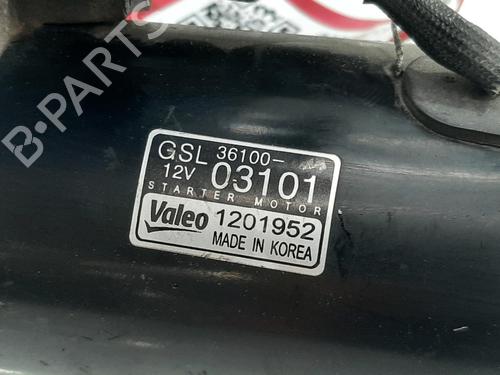 B-PARTS
GSL 36100-
12V 03101
STARTER MOTOR
Valeo 1201952
MADE IN KOREA